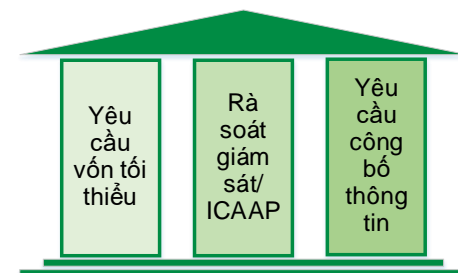 Yêu
cầu
vốn tối
thiểu
Rà
soát
giám
sát/
ICAAP
Yêu
cầu
công
bố
thông
tin